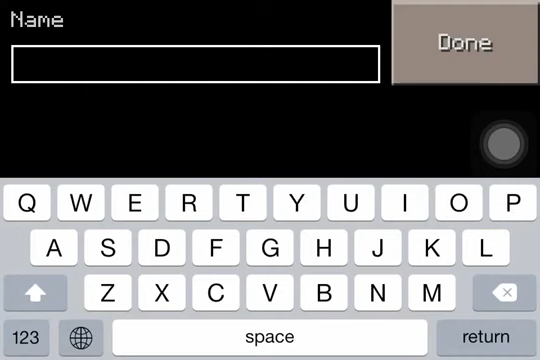 Name
Done
Q W E R T Y U I O P
A S D F G H J K L
Z X C V B N M
123 space return